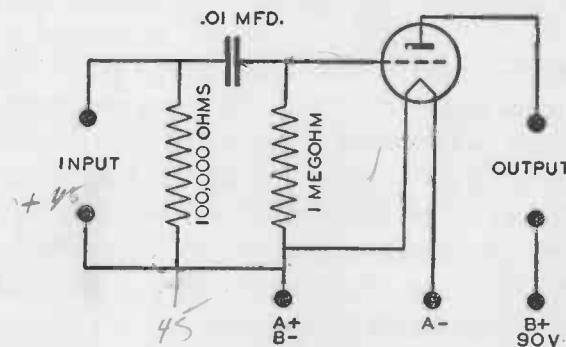 .01 MFD.
100,000 OHMS
1 MEGOHM
INPUT
OUTPUT
+ 45
45
A+
B-
A-
B+
90V.